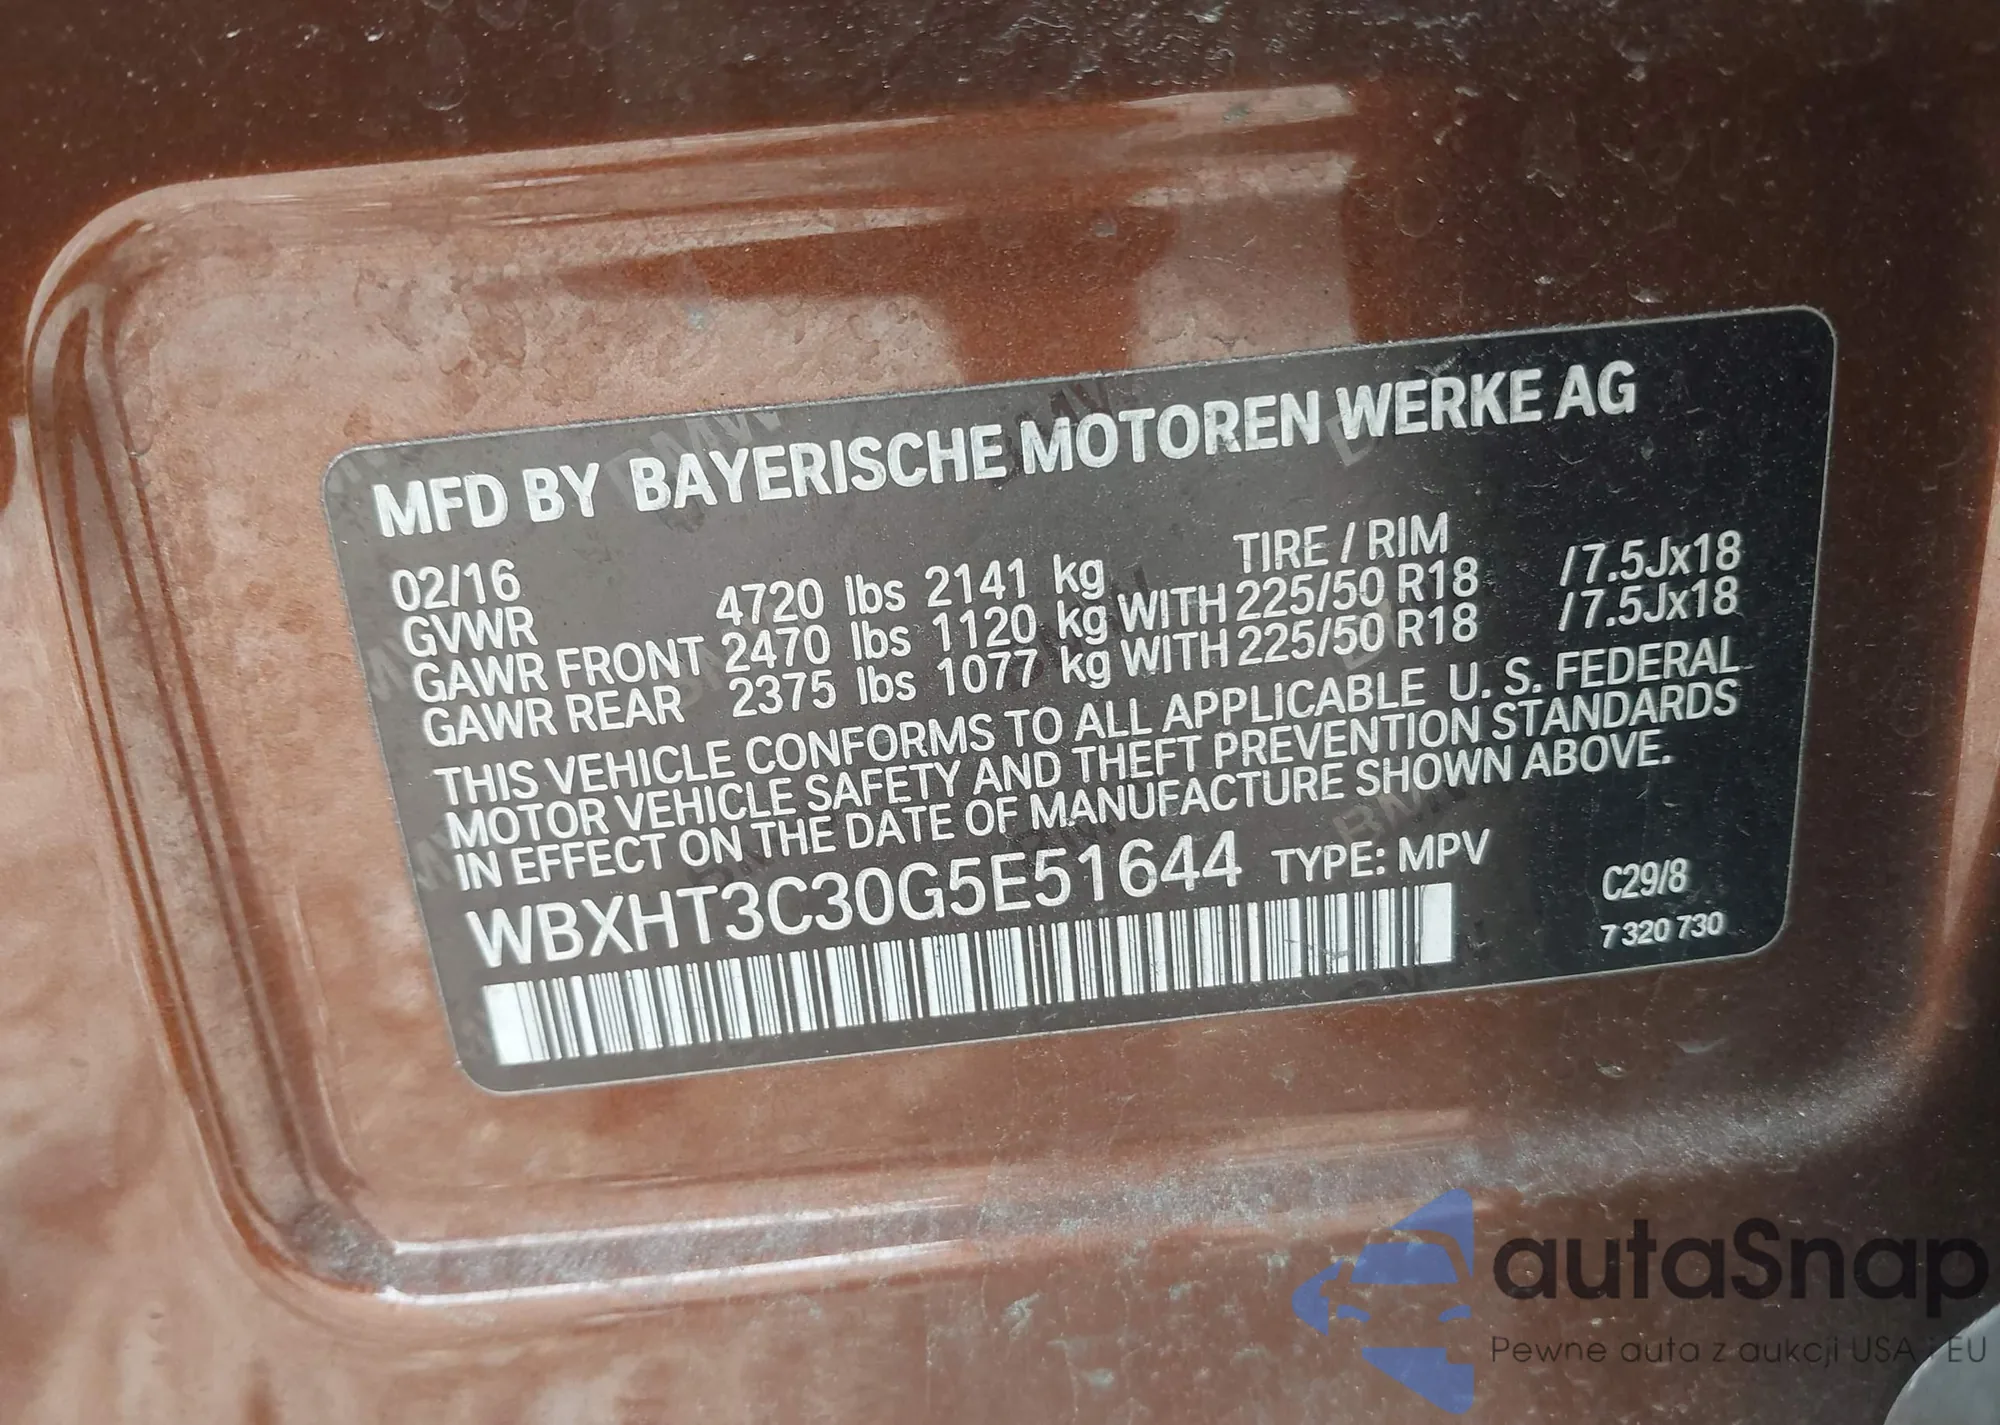 MFD BY BAYERISCHE MOTOREN WERKE AG
02/16 TIRE / RIM
GVWR 4720 lbs 2141 kg
GAWR FRONT 2470 lbs 1120 kg WITH 225/50 R18 /7.5Jx18
GAWR REAR 2375 lbs 1077 kg WITH 225/50 R18 /7.5Jx18
THIS VEHICLE CONFORMS TO ALL APPLICABLE U. S. FEDERAL
MOTOR VEHICLE SAFETY AND THEFT PREVENTION STANDARDS
IN EFFECT ON THE DATE OF MANUFACTURE SHOWN ABOVE.
WBXHT3C30G5E51644 TYPE: MPV
C29/8
7 320 730
autaSnap
Pewne auta z aukcji USA i EU